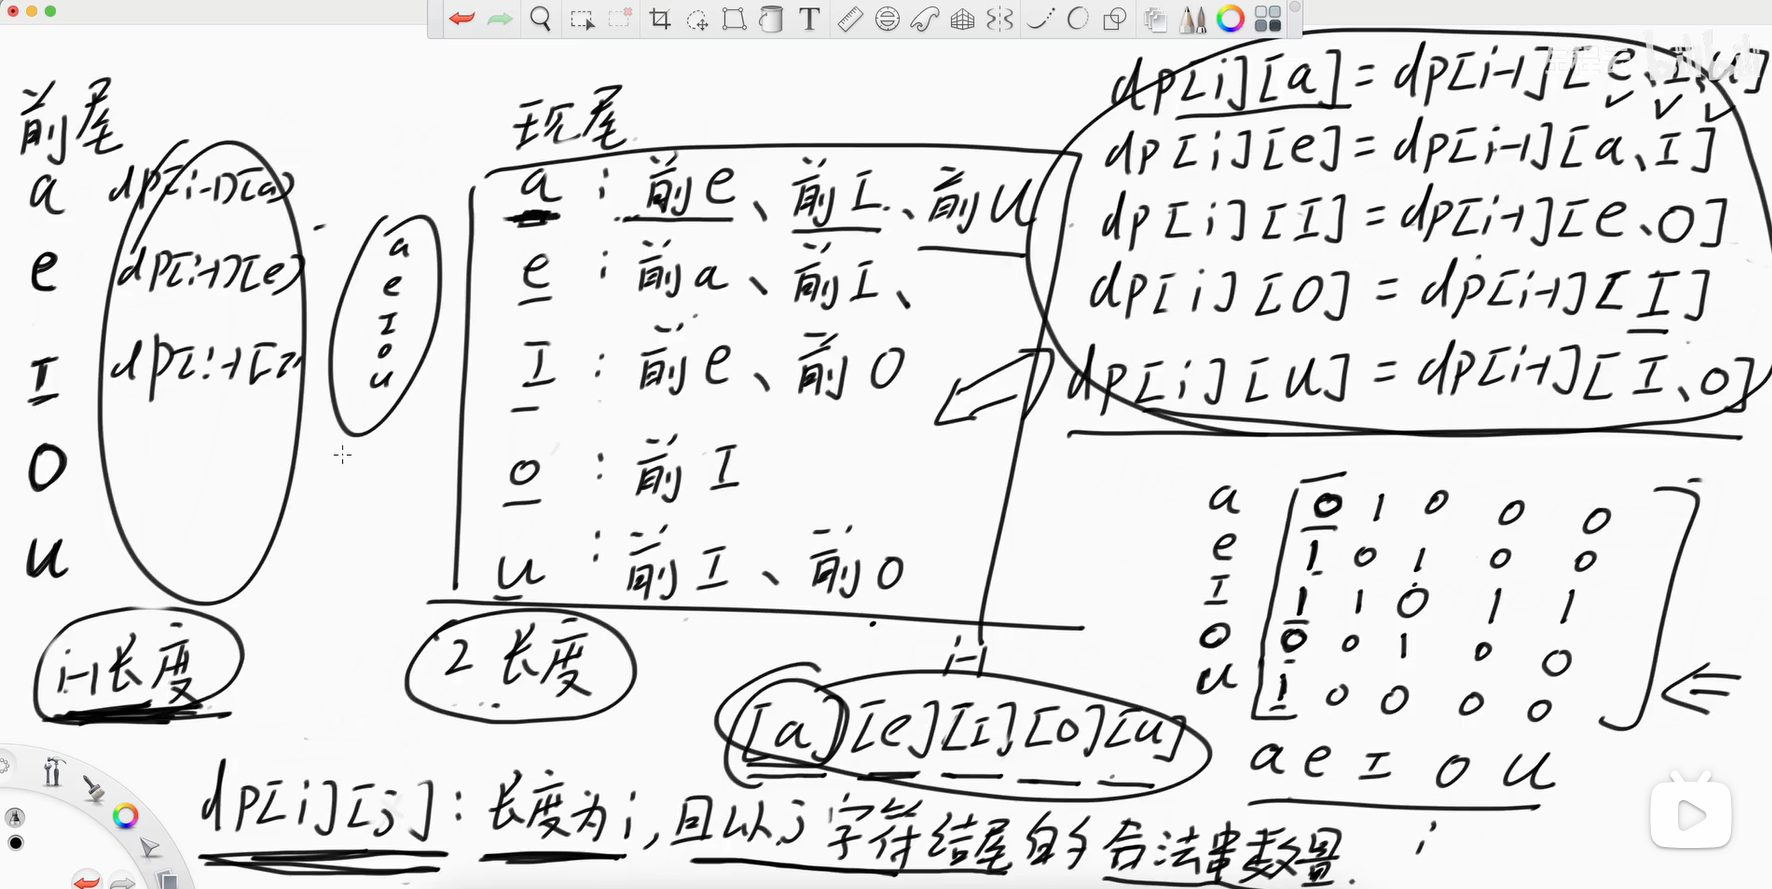 前尾
a dp[i-1][a]
e dp[i-1][e]
I dp[i-1][I
O
U
i-1长度
a
e
I
o
u
现尾
a : 前e、前I、前U
e : 前a、前I、
I : 前e、前O
o : 前I
u : 前I、前O
2 长度
dp[i][a] = dp[i-1][e、I、U]
dp[i][e] = dp[i-1][a、I]
dp[i][I] = dp[i-1][e、O]
dp[i][O] = dp[i-1][I]
dp[i][U] = dp[i-1][I、O]
a 0 1 0 0 0
e 1 0 1 0 0
I 1 1 0 1 1
o 0 0 1 0 0
u 1 0 0 0 0
a e I O U
i-1
[a][e][I][O][u]
dp[i][j]:长度为i,且以j字符结尾的合法串数量. i
bilibili